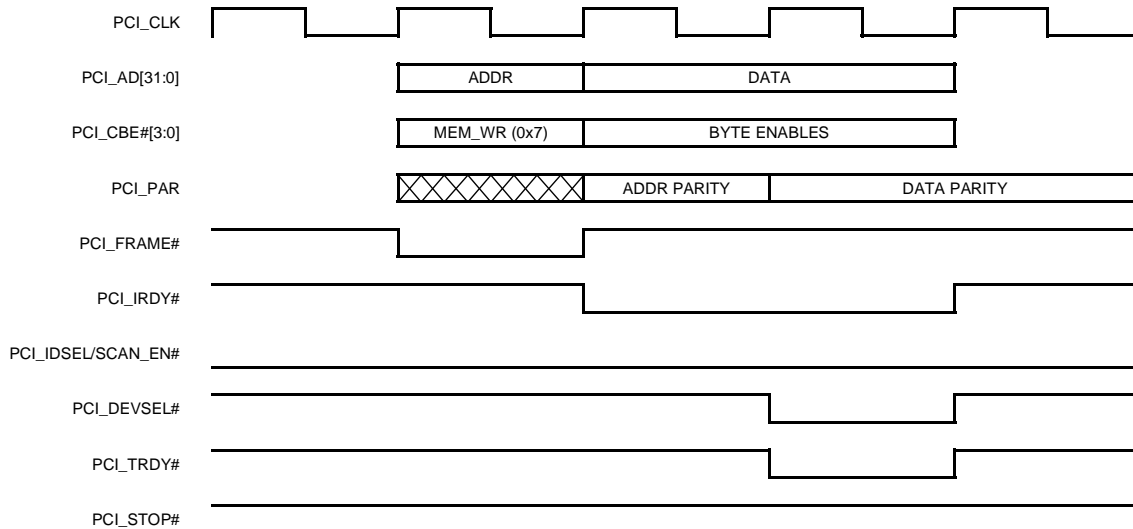 PCI_CLK
PCI_AD[31:0] ADDR DATA
PCI_CBE#[3:0] MEM_WR (0x7) BYTE ENABLES
PCI_PAR ADDR PARITY DATA PARITY
PCI_FRAME#
PCI_IRDY#
PCI_IDSEL/SCAN_EN#
PCI_DEVSEL#
PCI_TRDY#
PCI_STOP#